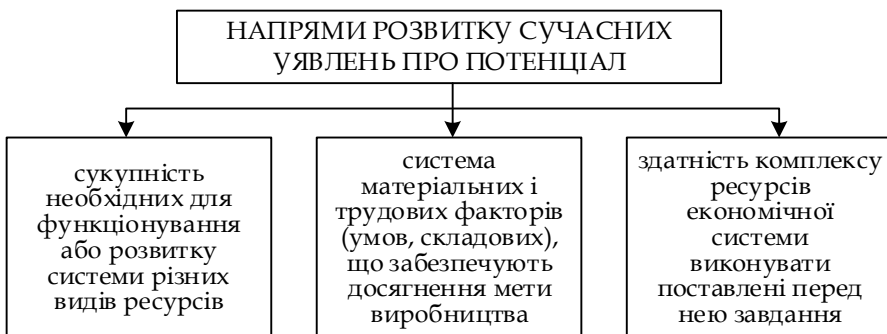 НАПРЯМИ РОЗВИТКУ СУЧАСНИХ
УЯВЛЕНЬ ПРО ПОТЕНЦІАЛ
сукупність
необхідних для
функціонування
або розвитку
системи різних
видів ресурсів
система
матеріальних і
трудових факторів
(умов, складових),
що забезпечують
досягнення мети
виробництва
здатність комплексу
ресурсів
економічної
системи
виконувати
поставлені перед
нею завдання